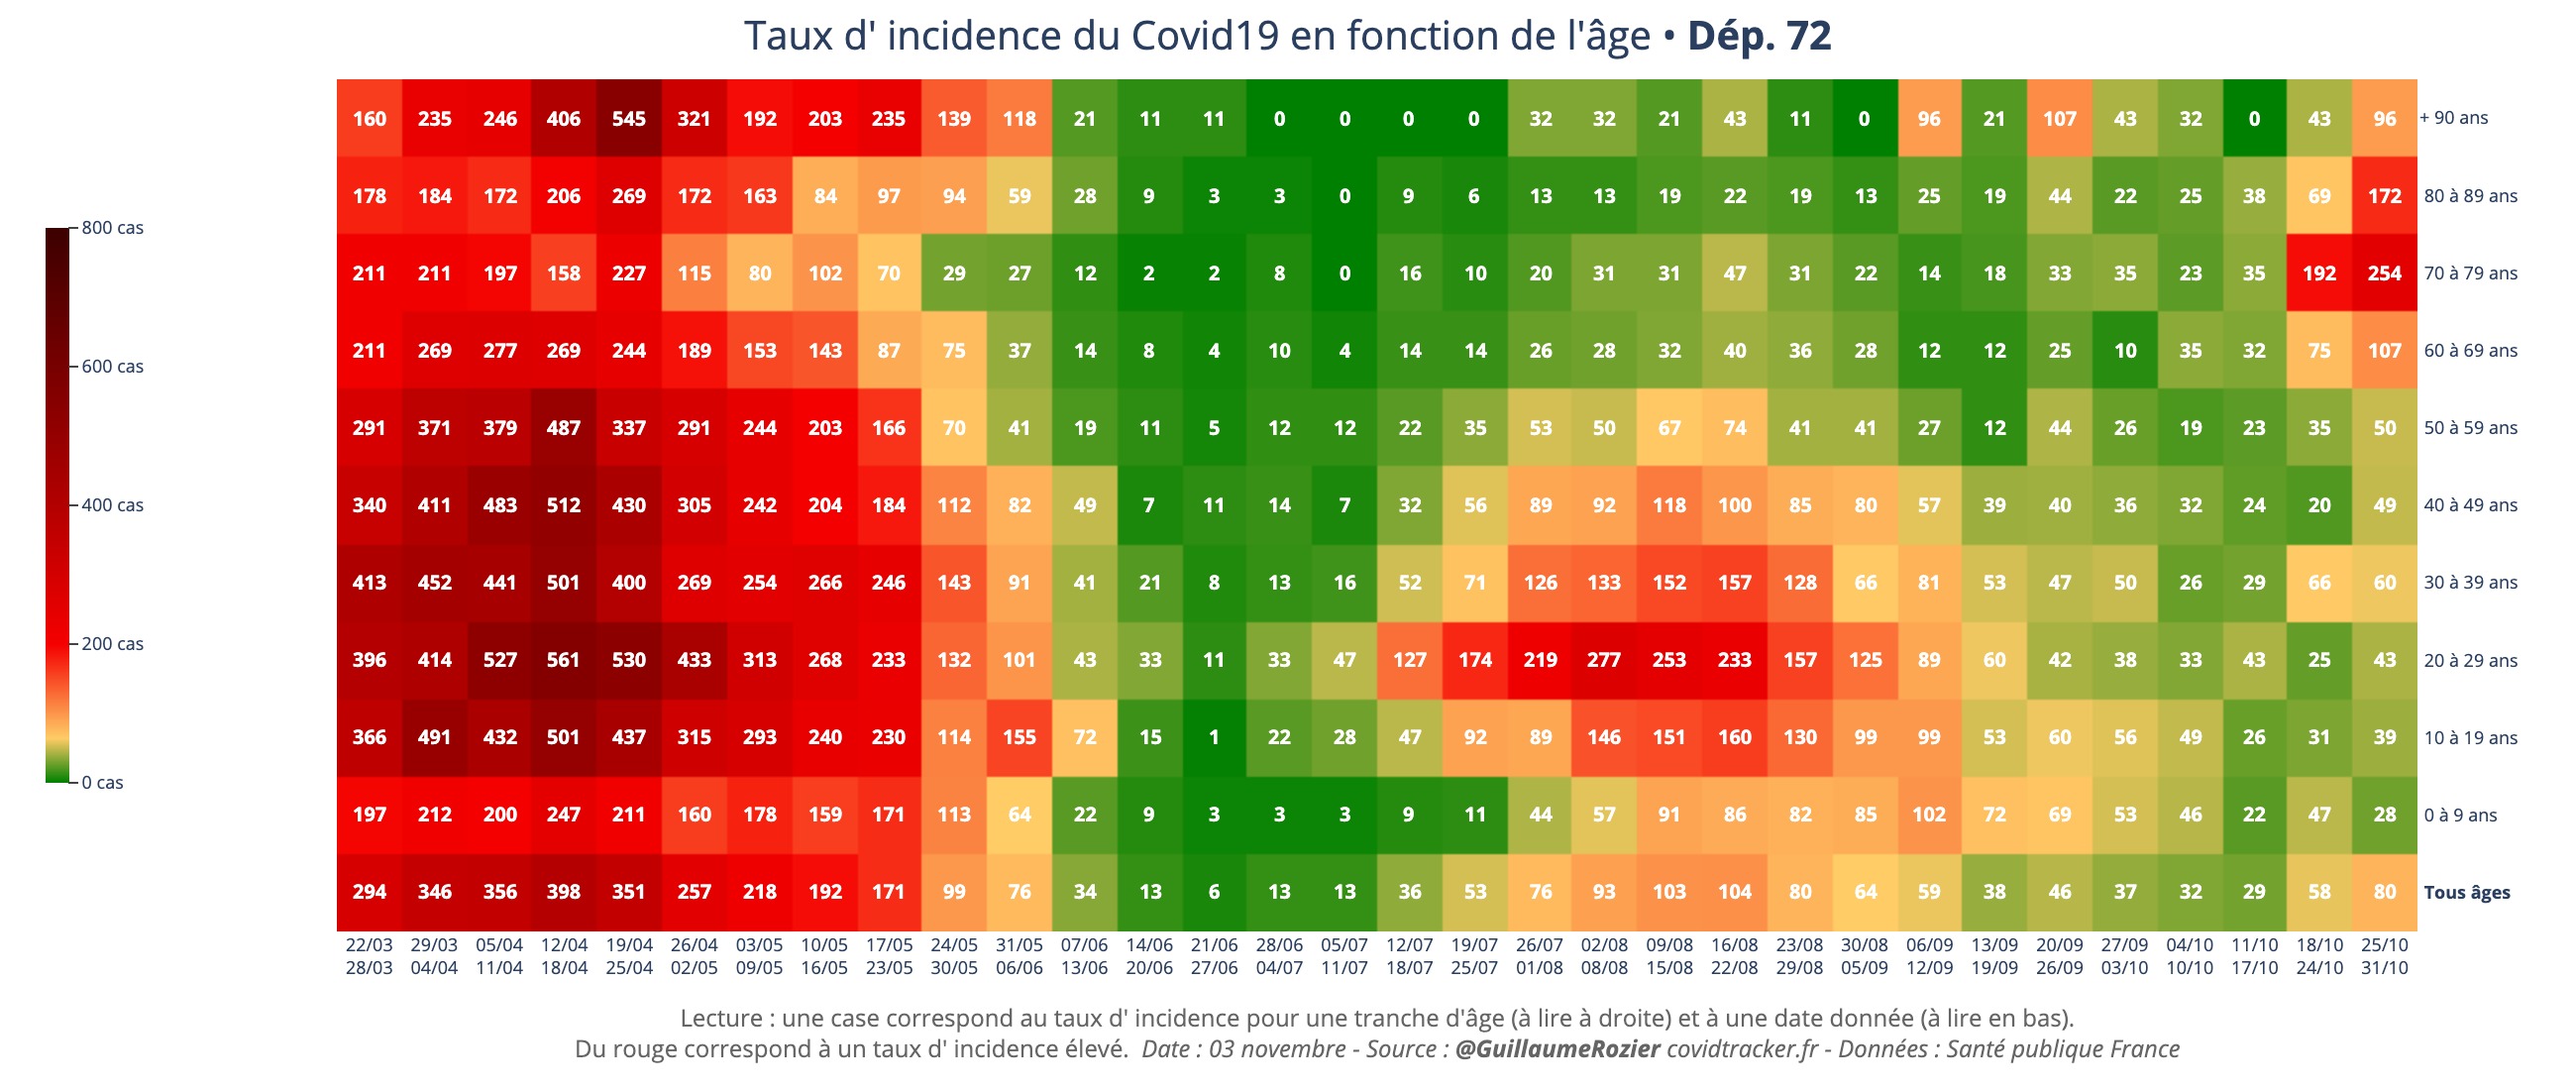 Taux d' incidence du Covid19 en fonction de l'âge • Dép. 72
800 cas
600 cas
400 cas
200 cas
0 cas
160 235 246 406 545 321 192 203 235 139 118 21 11 11 0 0 0 0 32 32 21 43 11 0 96 21 107 43 32 0 43 96 + 90 ans
178 184 172 206 269 172 163 84 97 94 59 28 9 3 3 0 9 6 13 13 19 22 19 13 25 19 44 22 25 38 69 172 80 à 89 ans
211 211 197 158 227 115 80 102 70 29 27 12 2 2 8 0 16 10 20 31 31 47 31 22 14 18 33 35 23 35 192 254 70 à 79 ans
211 269 277 269 244 189 153 143 87 75 37 14 8 4 10 4 14 14 26 28 32 40 36 28 12 12 25 10 35 32 75 107 60 à 69 ans
291 371 379 487 337 291 244 203 166 70 41 19 11 5 12 12 22 35 53 50 67 74 41 41 27 12 44 26 19 23 35 50 50 à 59 ans
340 411 483 512 430 305 242 204 184 112 82 49 7 11 14 7 32 56 89 92 118 100 85 80 57 39 40 36 32 24 20 49 40 à 49 ans
413 452 441 501 400 269 254 266 246 143 91 41 21 8 13 16 52 71 126 133 152 157 128 66 81 53 47 50 26 29 66 60 30 à 39 ans
396 414 527 561 530 433 313 268 233 132 101 43 33 11 33 47 127 174 219 277 253 233 157 125 89 60 42 38 33 43 25 43 20 à 29 ans
366 491 432 501 437 315 293 240 230 114 155 72 15 1 22 28 47 92 89 146 151 160 130 99 99 53 60 56 49 26 31 39 10 à 19 ans
197 212 200 247 211 160 178 159 171 113 64 22 9 3 3 3 9 11 44 57 91 86 82 85 102 72 69 53 46 22 47 28 0 à 9 ans
294 346 356 398 351 257 218 192 171 99 76 34 13 6 13 13 36 53 76 93 103 104 80 64 59 38 46 37 32 29 58 80 Tous âges
22/03 29/03 05/04 12/04 19/04 26/04 03/05 10/05 17/05 24/05 31/05 07/06 14/06 21/06 28/06 05/07 12/07 19/07 26/07 02/08 09/08 16/08 23/08 30/08 06/09 13/09 20/09 27/09 04/10 11/10 18/10 25/10
28/03 04/04 11/04 18/04 25/04 02/05 09/05 16/05 23/05 30/05 06/06 13/06 20/06 27/06 04/07 11/07 18/07 25/07 01/08 08/08 15/08 22/08 29/08 05/09 12/09 19/09 26/09 03/10 10/10 17/10 24/10 31/10
Lecture : une case correspond au taux d' incidence pour une tranche d'âge (à lire à droite) et à une date donnée (à lire en bas).
Du rouge correspond à un taux d' incidence élevé. Date : 03 novembre - Source : @GuillaumeRozier covidtracker.fr - Données : Santé publique France